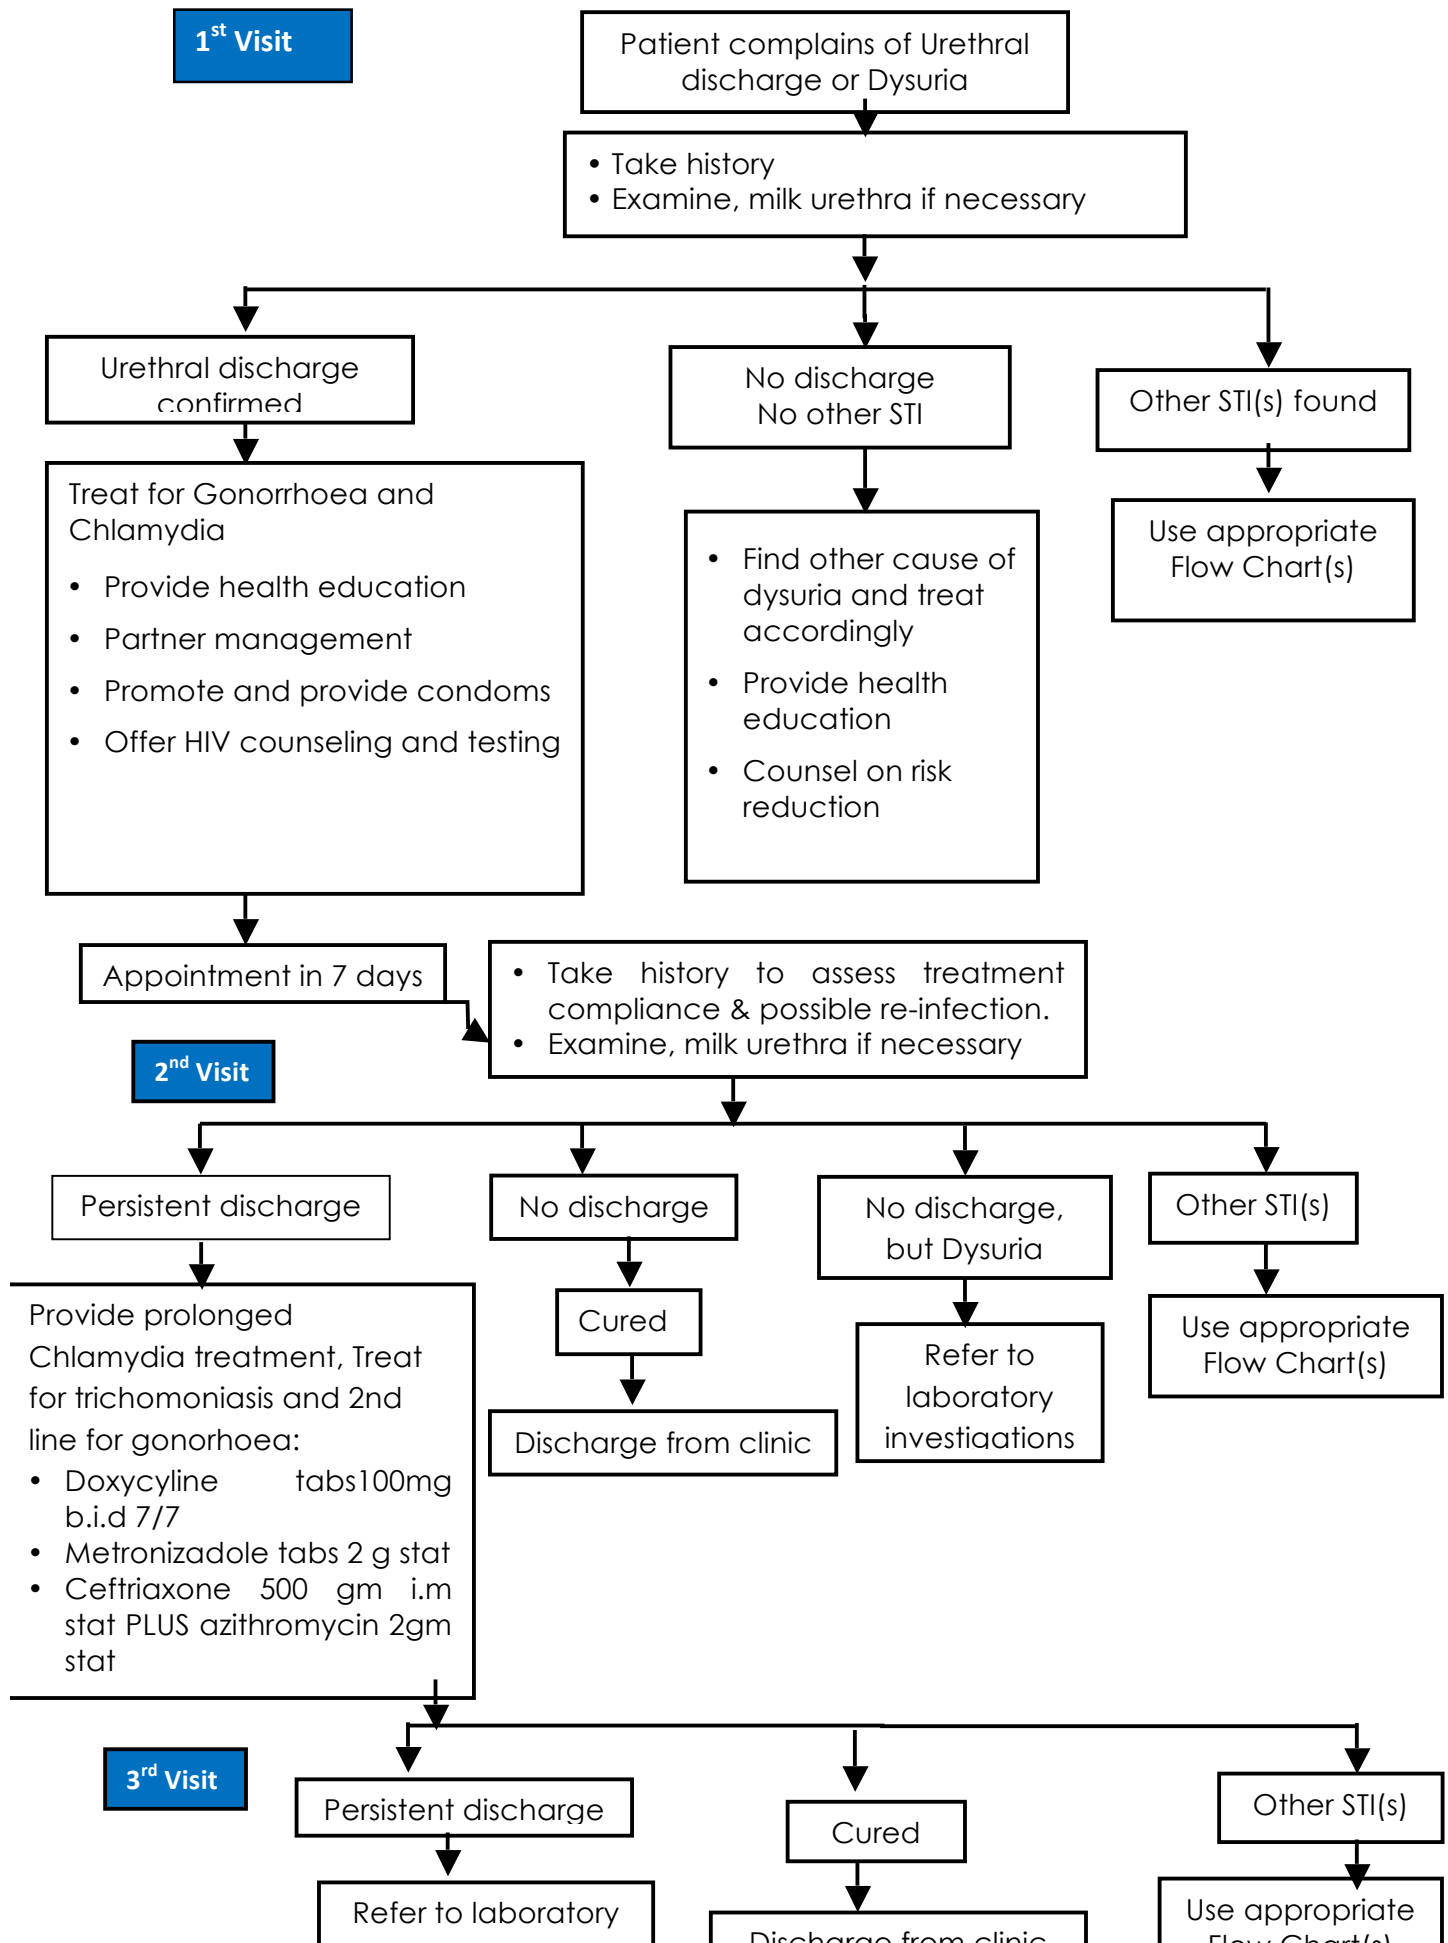 1st Visit
Patient complains of Urethral
discharge or Dysuria
• Take history
• Examine, milk urethra if necessary
Urethral discharge
confirmed
No discharge
No other STI
Other STI(s) found
Treat for Gonorrhoea and
Chlamydia
• Provide health education
• Partner management
• Promote and provide condoms
• Offer HIV counseling and testing
• Find other cause of
dysuria and treat
accordingly
• Provide health
education
• Counsel on risk
reduction
Use appropriate
Flow Chart(s)
Appointment in 7 days
• Take history to assess treatment
compliance & possible re-infection.
• Examine, milk urethra if necessary
2nd Visit
Persistent discharge
No discharge
No discharge,
but Dysuria
Other STI(s)
Provide prolonged
Chlamydia treatment, Treat
for trichomoniasis and 2nd
line for gonorhoea:
• Doxycyline tabs100mg
b.i.d 7/7
• Metronizadole tabs 2 g stat
• Ceftriaxone 500 gm i.m
stat PLUS azithromycin 2gm
stat
Cured
Discharge from clinic
Refer to
laboratory
investigations
Use appropriate
Flow Chart(s)
3rd Visit
Persistent discharge
Cured
Other STI(s)
Refer to laboratory
Discharge from clinic
Use appropriate
Flow Chart(s)